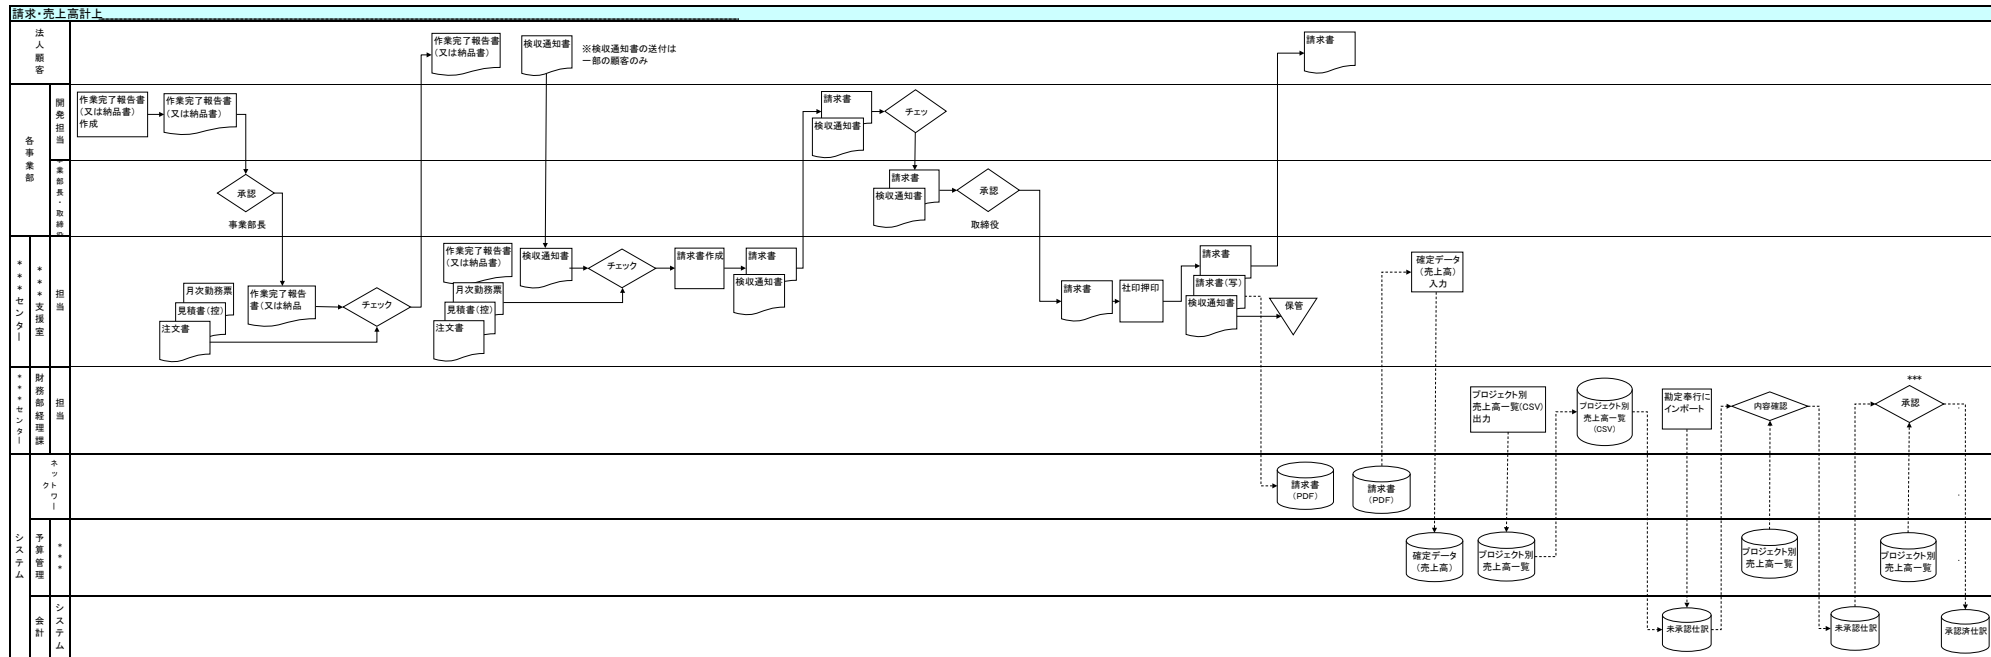 請求・売上高計上
法人顧客
作業完了報告書
(又は納品書)
検収通知書
※検収通知書の送付は
一部の顧客のみ
請求書
各事業部
開発担当
作業完了報告書
(又は納品書)
作成
作業完了報告書
(又は納品書)
請求書
検収通知書
チェッ
業部長・取締
承認
事業部長
請求書
検収通知書
承認
取締役
***センター
***支援室
担当
月次勤務票
見積書(控)
注文書
作業完了報告
書(又は納品
チェック
作業完了報告書
(又は納品書)
月次勤務票
見積書(控)
注文書
検収通知書
チェック
請求書作成
請求書
検収通知書
請求書
社印押印
請求書
請求書(写)
検収通知書
保管
確定データ
(売上高)
入力
***センター
財務部経理課
担当
プロジェクト別
売上高一覧(CSV)
出力
プロジェクト別
売上高一覧
(CSV)
勘定奉行に
インポート
内容確認
***
承認
システム
ネットワーク
請求書
(PDF)
請求書
(PDF)
予算管理
***
確定データ
(売上高)
プロジェクト別
売上高一覧
プロジェクト別
売上高一覧
プロジェクト別
売上高一覧
会計
システム
未承認仕訳
未承認仕訳
承認済仕訳